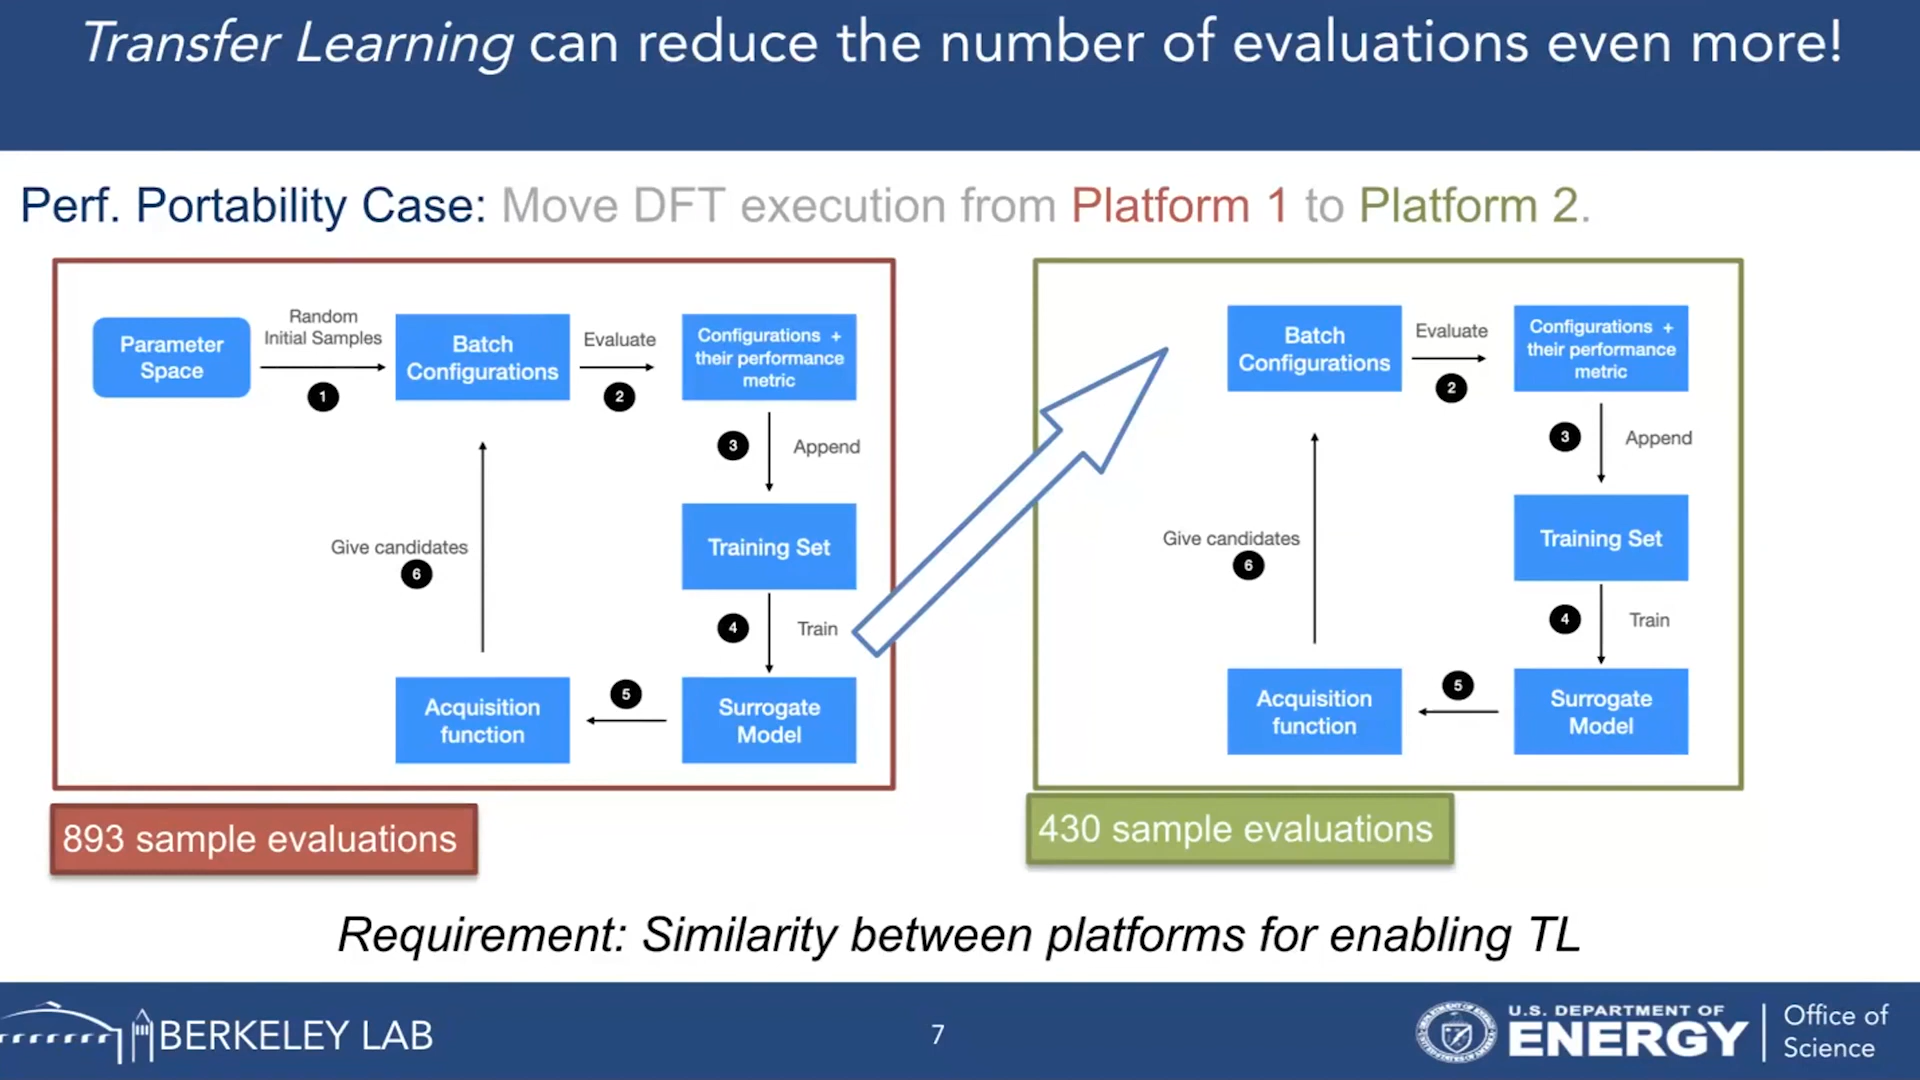 Transfer Learning can reduce the number of evaluations even more!
Perf. Portability Case: Move DFT execution from Platform 1 to Platform 2.
Parameter
Space
Random
Initial Samples
1
Batch
Configurations
Evaluate
2
Configurations +
their performance
metric
3
Append
Training Set
4
Train
Surrogate
Model
5
Acquisition
function
Give candidates
6
893 sample evaluations
Batch
Configurations
Evaluate
2
Configurations +
their performance
metric
3
Append
Training Set
4
Train
Surrogate
Model
5
Acquisition
function
Give candidates
6
430 sample evaluations
Requirement: Similarity between platforms for enabling TL
BERKELEY LAB
7
U.S. DEPARTMENT OF
ENERGY
Office of
Science